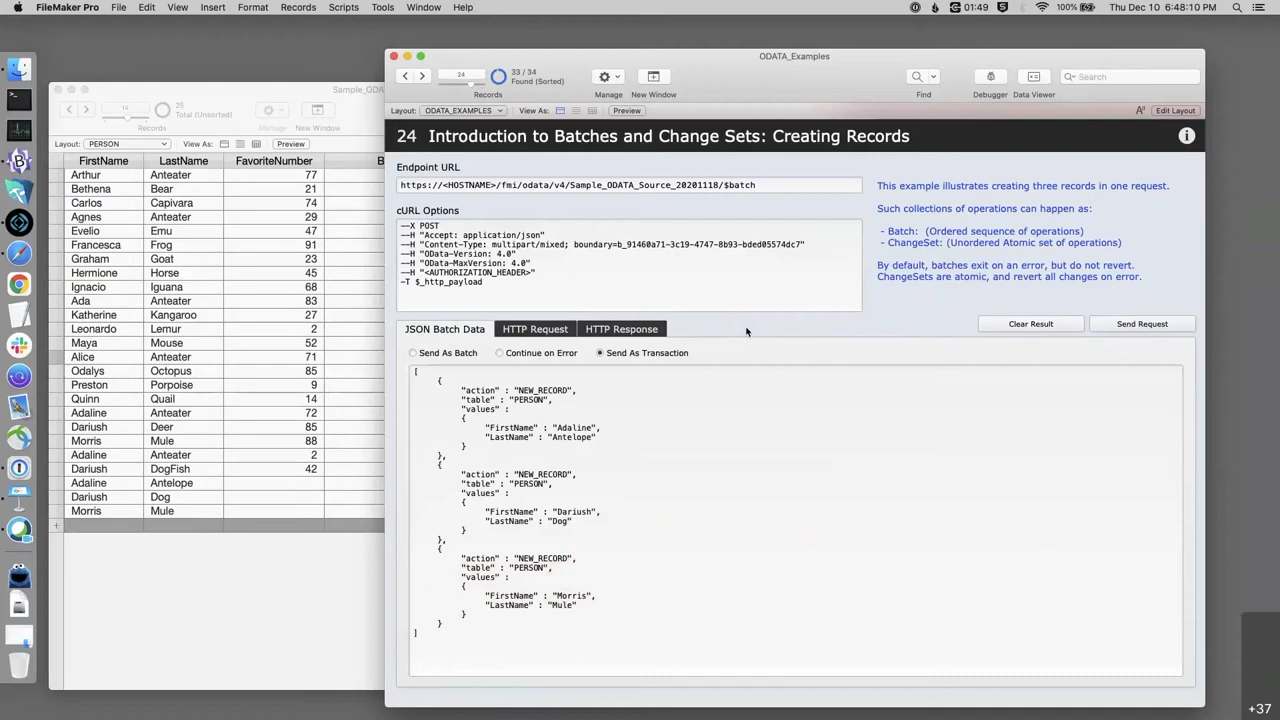 FileMaker Pro File Edit View Insert Format Records Scripts Tools Window Help 01:49 100% Thu Dec 10 6:48:10 PM
Sample_ODA
14 25
Total (Unsorted)
Records Manage New Window
Layout: PERSON View As: Preview
FirstName LastName FavoriteNumber B
Arthur Anteater 77
Bethena Bear 21
Carlos Capivara 74
Agnes Anteater 29
Evelio Emu 47
Francesca Frog 91
Graham Goat 23
Hermione Horse 45
Ignacio Iguana 68
Ada Anteater 83
Katherine Kangaroo 27
Leonardo Lemur 2
Maya Mouse 52
Alice Anteater 71
Odalys Octopus 85
Preston Porpoise 9
Quinn Quail 14
Adaline Anteater 72
Dariush Deer 85
Morris Mule 88
Adaline Anteater 2
Dariush DogFish 42
Adaline Antelope
Dariush Dog
Morris Mule
+
ODATA_Examples
24 33 / 34
Found (Sorted)
Search
Records Manage New Window Find Debugger Data Viewer
Layout: ODATA_EXAMPLES View As: Preview Edit Layout
24 Introduction to Batches and Change Sets: Creating Records
Endpoint URL
https://<HOSTNAME>/fmi/odata/v4/Sample_ODATA_Source_20201118/$batch
cURL Options
--X POST
--H "Accept: application/json"
--H "Content-Type: multipart/mixed; boundary=b_91460a71-3c19-4747-8b93-bded05574dc7"
--H "OData-Version: 4.0"
--H "OData-MaxVersion: 4.0"
--H "<AUTHORIZATION_HEADER>"
-T $_http_payload
This example illustrates creating three records in one request.
Such collections of operations can happen as:
- Batch: (Ordered sequence of operations)
- ChangeSet: (Unordered Atomic set of operations)
By default, batches exit on an error, but do not revert.
ChangeSets are atomic, and revert all changes on error.
Clear Result Send Request
JSON Batch Data HTTP Request HTTP Response
Send As Batch Continue on Error Send As Transaction
[
{
"action" : "NEW_RECORD",
"table" : "PERSON",
"values" :
{
"FirstName" : "Adaline",
"LastName" : "Antelope"
}
},
{
"action" : "NEW_RECORD",
"table" : "PERSON",
"values" :
{
"FirstName" : "Dariush",
"LastName" : "Dog"
}
},
{
"action" : "NEW_RECORD",
"table" : "PERSON",
"values" :
{
"FirstName" : "Morris",
"LastName" : "Mule"
}
}
]
+37